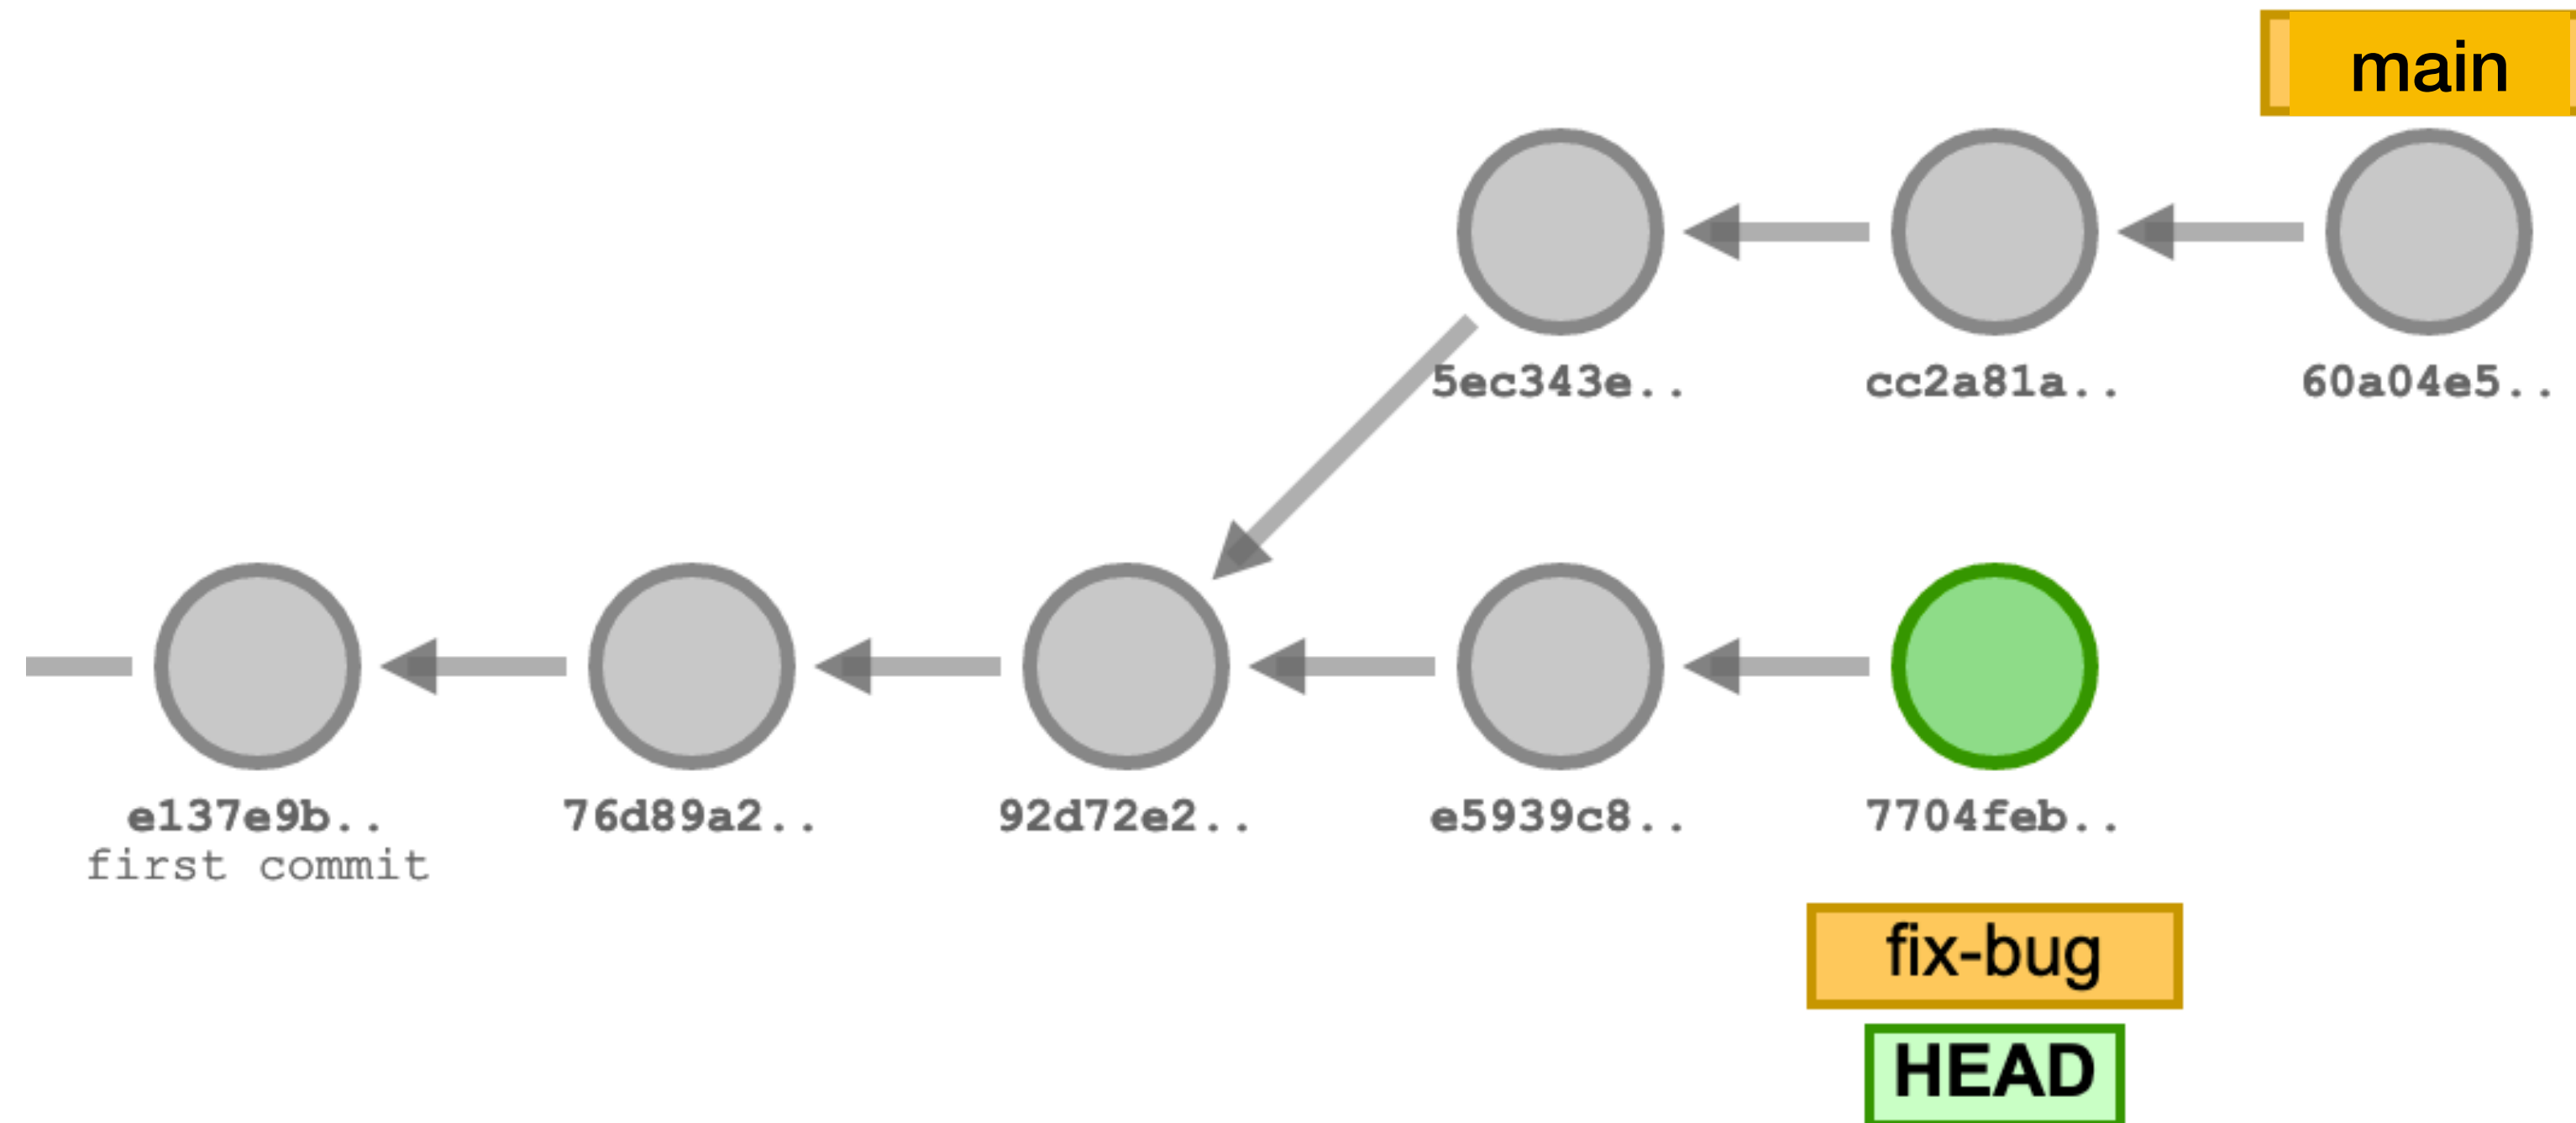 main
5ec343e..
cc2a81a..
60a04e5..
e137e9b..
first commit
76d89a2..
92d72e2..
e5939c8..
7704feb..
fix-bug
HEAD